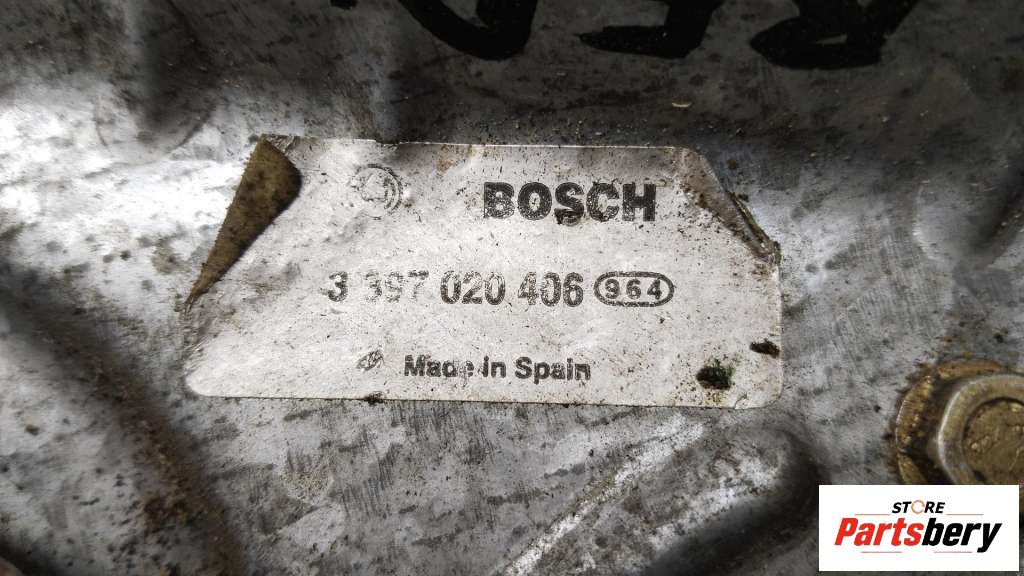 BOSCH
3 397 020 406 964
Made in Spain
STORE
Partsbery